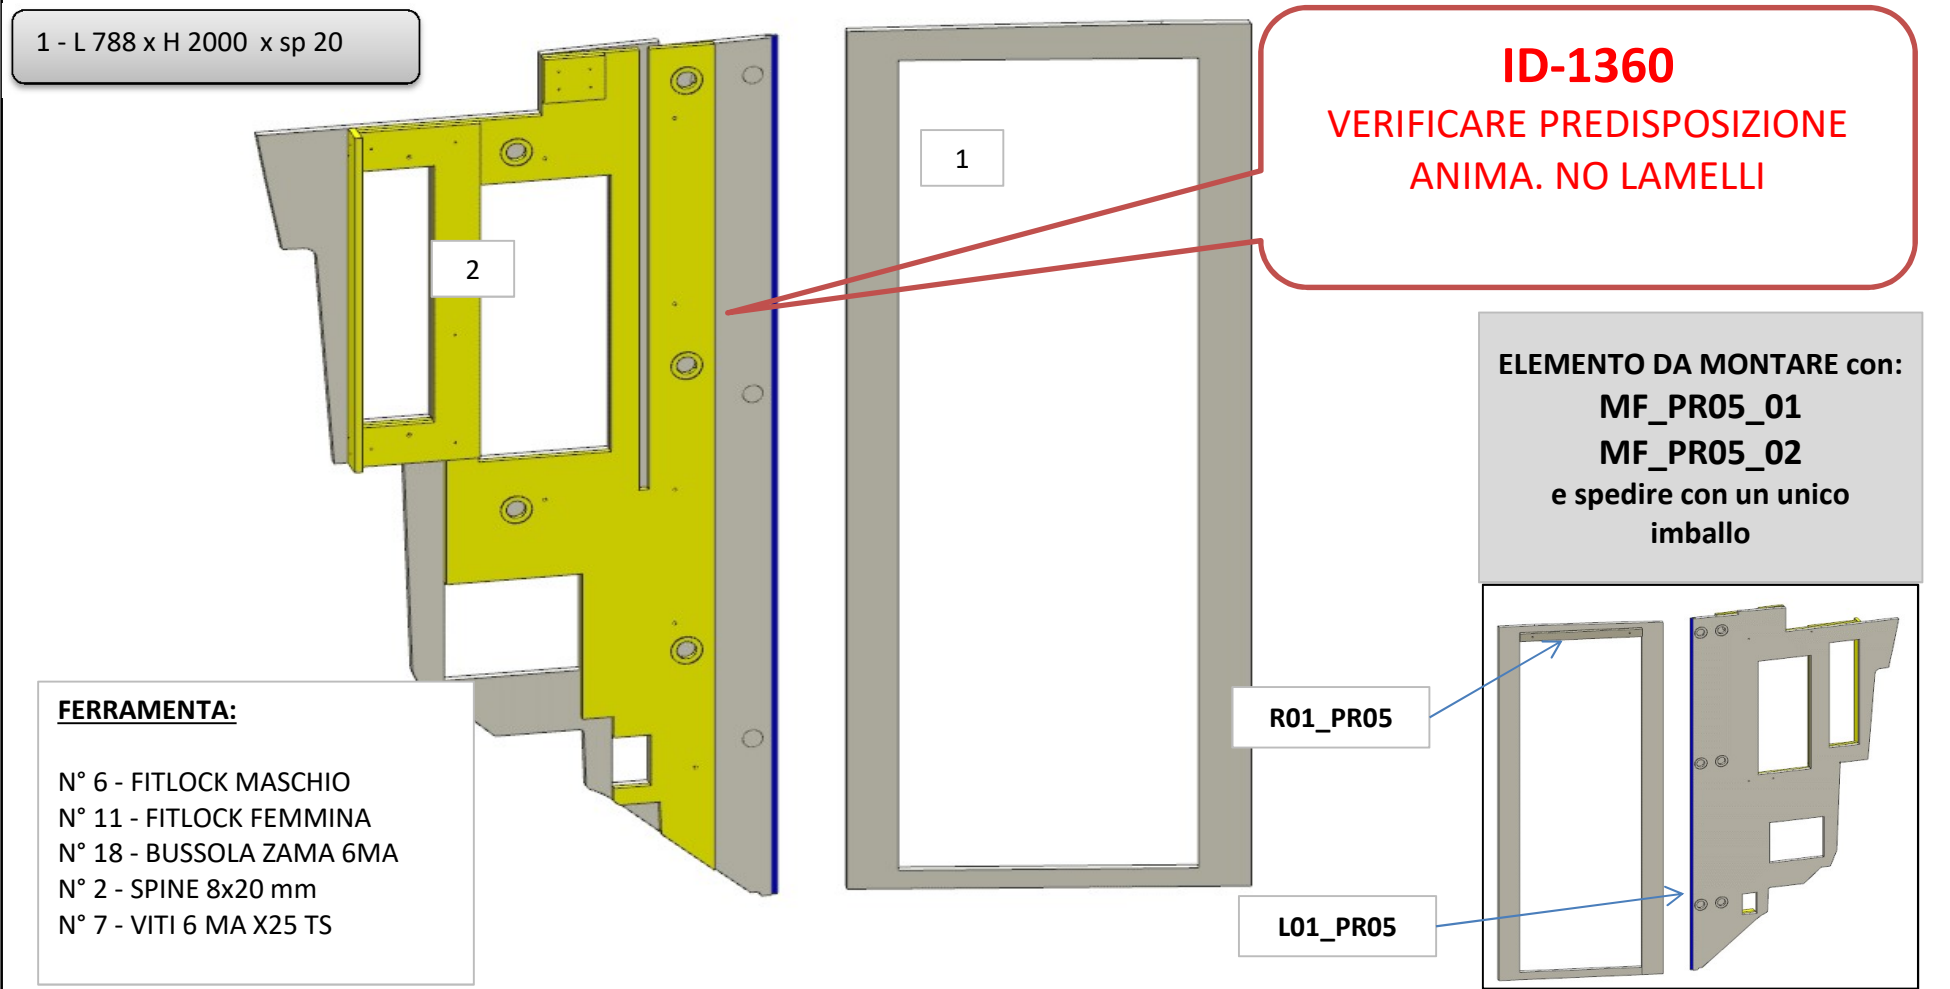 1 - L 788 x H 2000  x sp 20
ID-1360
VERIFICARE PREDISPOSIZIONE
ANIMA. NO LAMELLI
1
2
ELEMENTO DA MONTARE con:
MF_PR05_01
MF_PR05_02
e spedire con un unico
imballo
FERRAMENTA:
N° 6 - FITLOCK MASCHIO
N° 11 - FITLOCK FEMMINA
N° 18 - BUSSOLA ZAMA 6MA
N° 2 - SPINE 8x20 mm
N° 7 - VITI 6 MA X25 TS
R01_PR05
L01_PR05